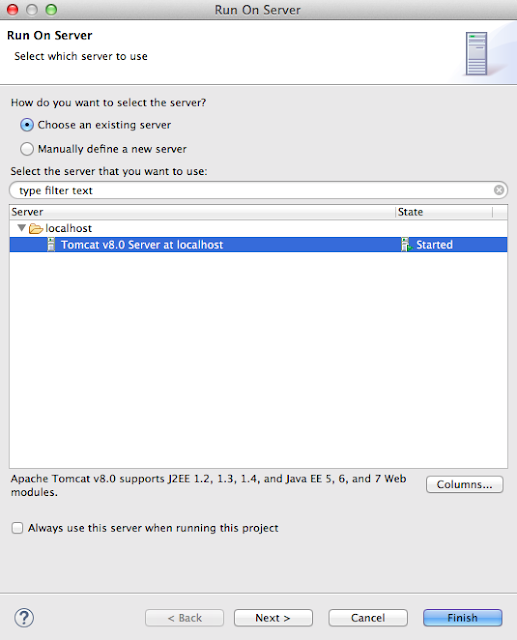 Run On Server
Run On Server
Select which server to use
How do you want to select the server?
Choose an existing server
Manually define a new server
Select the server that you want to use:
type filter text
Server State
localhost
Tomcat v8.0 Server at localhost Started
Apache Tomcat v8.0 supports J2EE 1.2, 1.3, 1.4, and Java EE 5, 6, and 7 Web
modules.
Columns...
Always use this server when running this project
? < Back Next > Cancel Finish